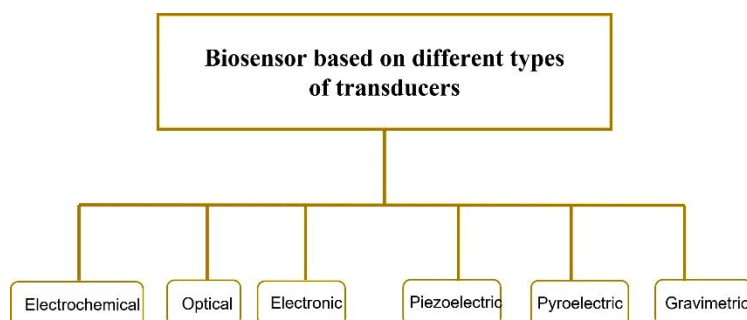 Biosensor based on different types
of transducers
Electrochemical
Optical
Electronic
Piezoelectric
Pyroelectric
Gravimetric